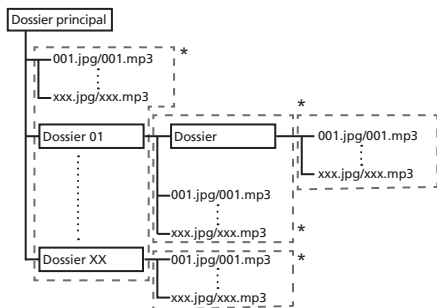 Dossier principal
001.jpg/001.mp3 *
xxx.jpg/xxx.mp3
*
Dossier 01 Dossier 001.jpg/001.mp3 *
xxx.jpg/xxx.mp3
001.jpg/001.mp3
xxx.jpg/xxx.mp3 *
Dossier XX 001.jpg/001.mp3 *
xxx.jpg/xxx.mp3